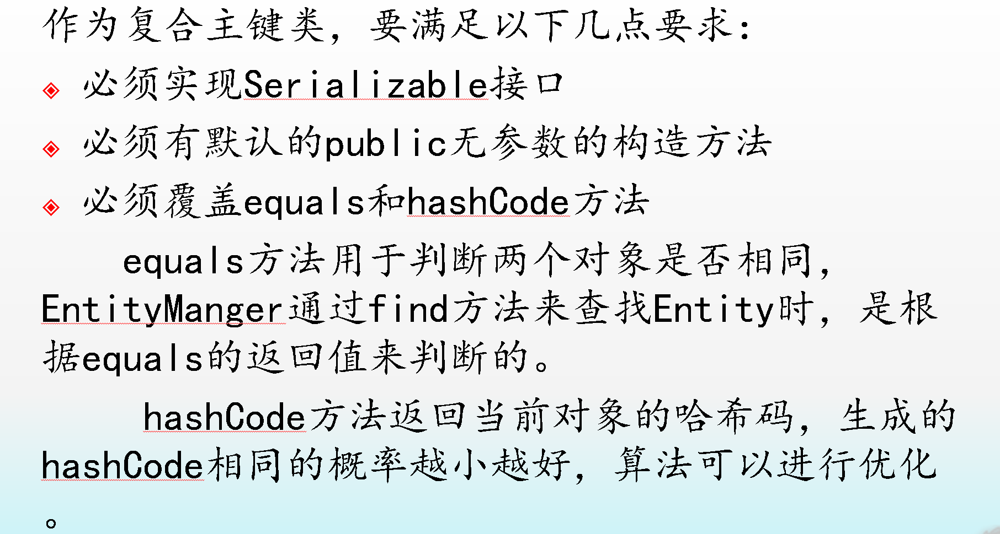 作为复合主键类，要满足以下几点要求：
必须实现Serializable接口
必须有默认的public无参数的构造方法
必须覆盖equals和hashCode方法
equals方法用于判断两个对象是否相同，
EntityManger通过find方法来查找Entity时，是根
据equals的返回值来判断的。
hashCode方法返回当前对象的哈希码，生成的
hashCode相同的概率越小越好，算法可以进行优化
。